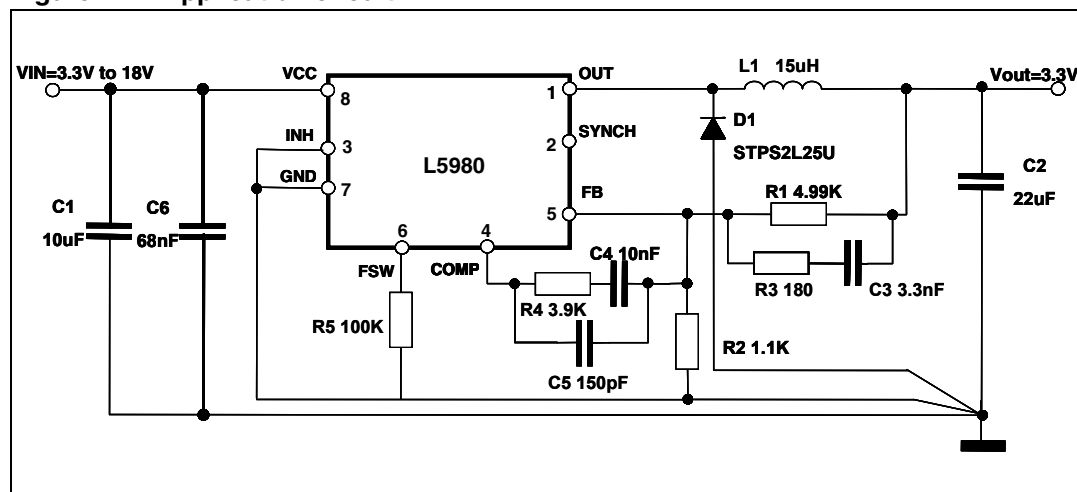 VIN=3.3V to 18V
VCC
8
OUT
1
L1 15uH
Vout=3.3V
INH
3
SYNCH
2
D1
STPS2L25U
GND
7
L5980
FB
5
R1 4.99K
C2
22uF
C1
10uF
C6
68nF
6
4
FSW
COMP
C4 10nF
R3 180
C3 3.3nF
R4 3.9K
R5 100K
R2 1.1K
C5 150pF